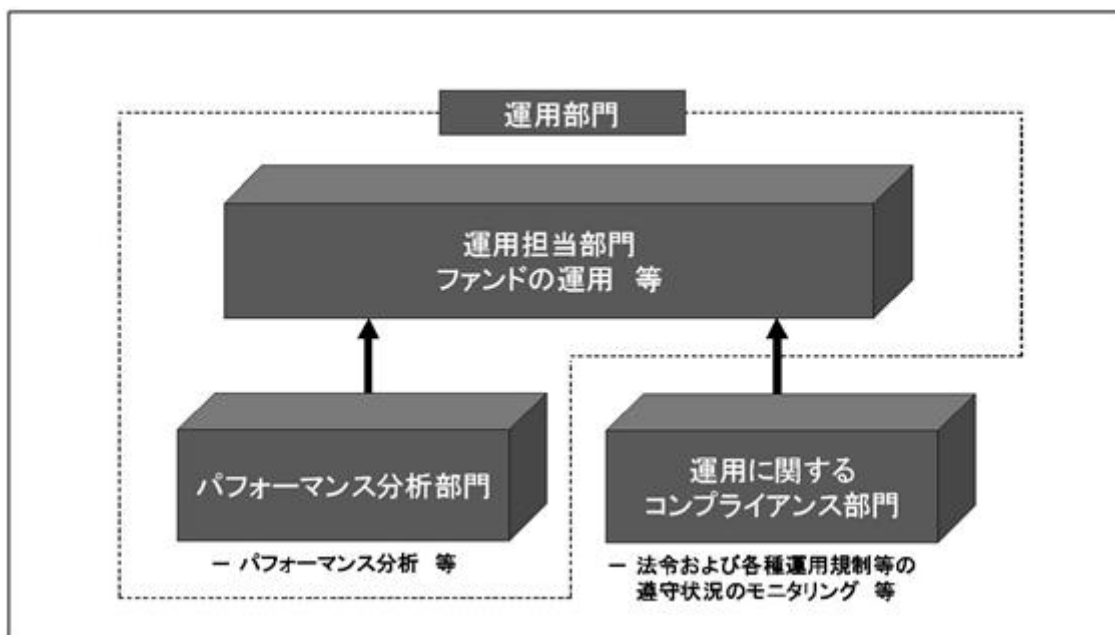 運用部門
運用担当部門
ファンドの運用 等
パフォーマンス分析部門
－ パフォーマンス分析 等
運用に関する
コンプライアンス部門
－ 法令および各種運用規制等の
遵守状況のモニタリング 等